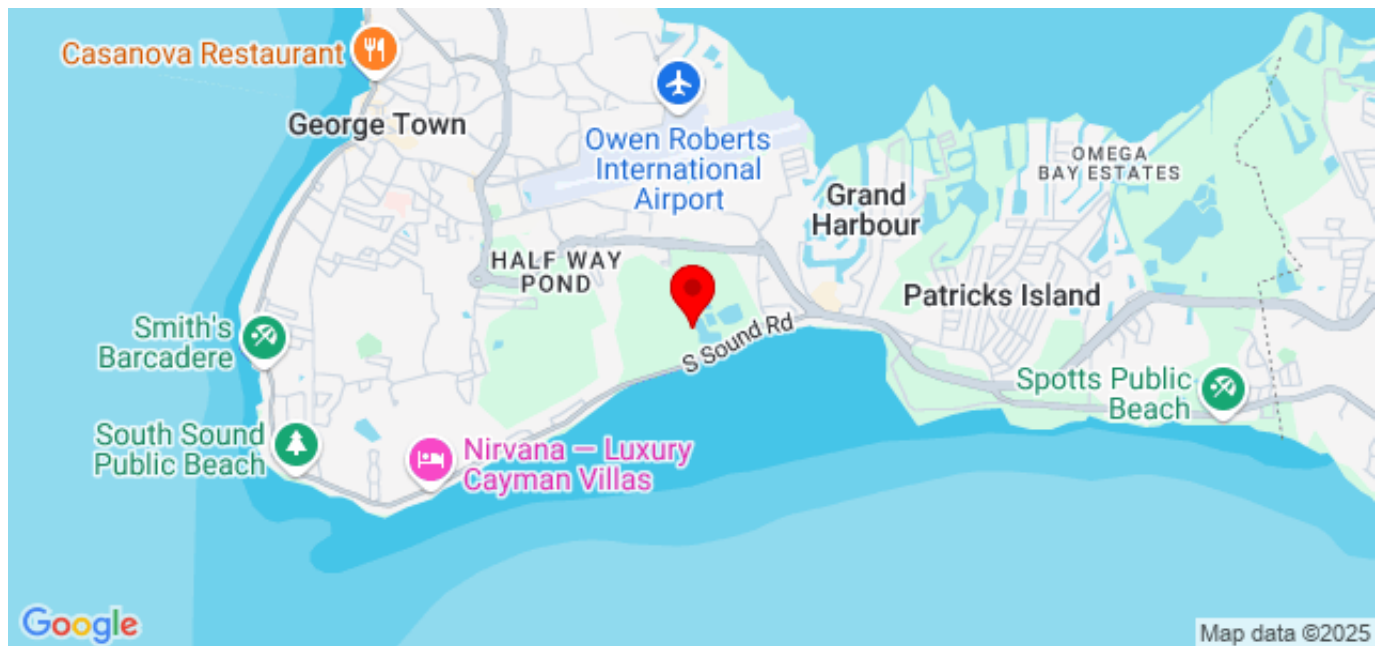 Casanova Restaurant
George Town
Owen Roberts
International
Airport
OMEGA
BAY ESTATES
Grand
Harbour
HALF WAY
POND
Patricks Island
Smith's
Barcadere
S Sound Rd
Spotts Public
Beach
South Sound
Public Beach
Nirvana — Luxury
Cayman Villas
Google
Map data ©2025